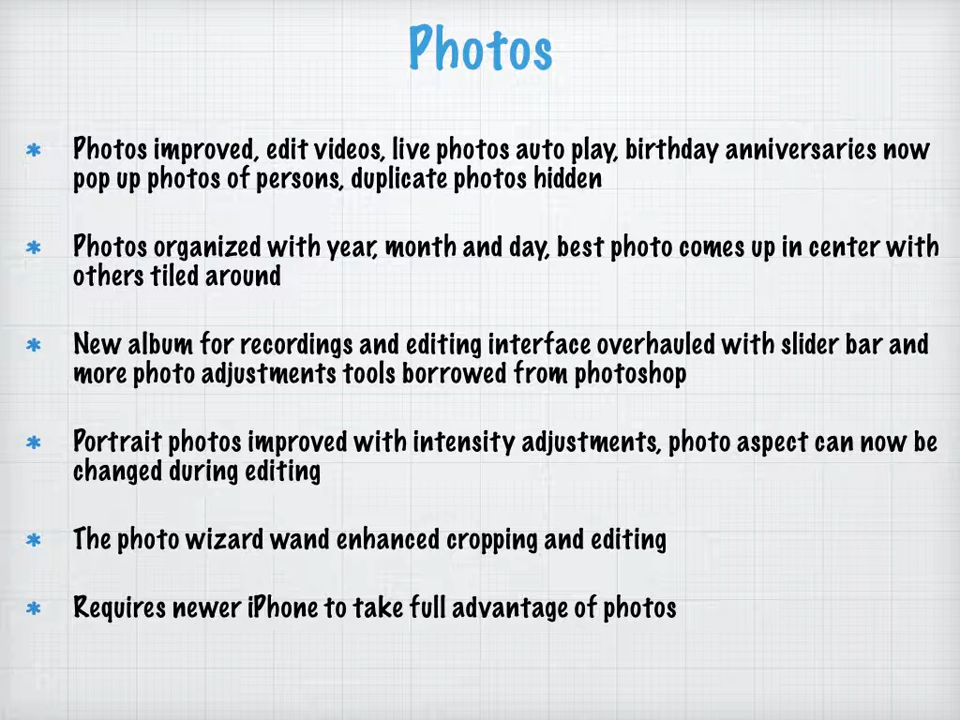 Photos
* Photos improved, edit videos, live photos auto play, birthday anniversaries now
pop up photos of persons, duplicate photos hidden
* Photos organized with year, month and day, best photo comes up in center with
others tiled around
* New album for recordings and editing interface overhauled with slider bar and
more photo adjustments tools borrowed from photoshop
* Portrait photos improved with intensity adjustments, photo aspect can now be
changed during editing
* The photo wizard wand enhanced cropping and editing
* Requires newer iPhone to take full advantage of photos